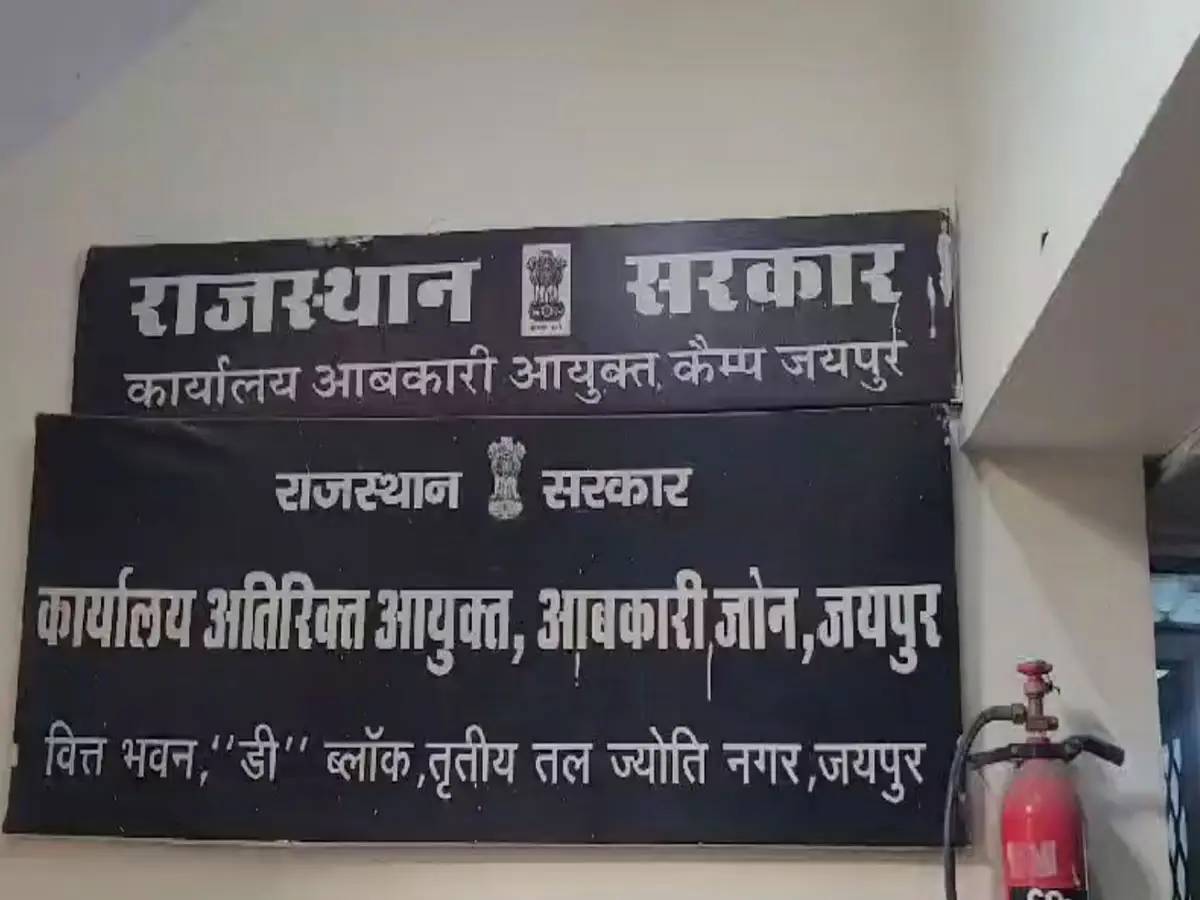 राजस्थान सरकार
कार्यालय आबकारी आयुक्त कैम्प जयपुर
राजस्थान सरकार
कार्यालय अतिरिक्त आयुक्त, आबकारी जोन, जयपुर
वित्त भवन, ''डी'' ब्लॉक, तृतीय तल ज्योति नगर, जयपुर